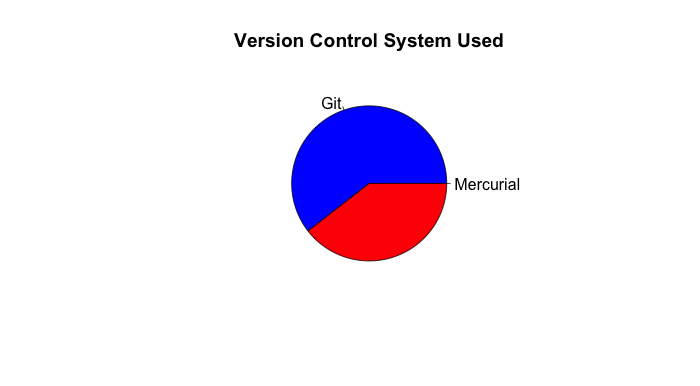 Version Control System Used
Git
Mercurial